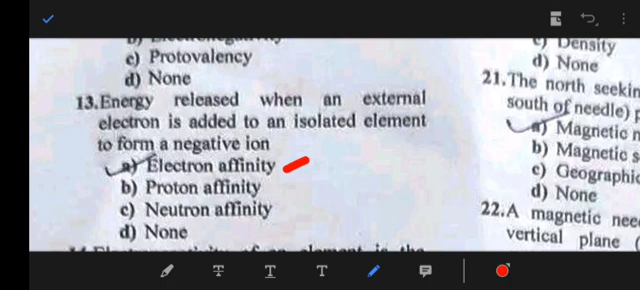 c) Protovalency
d) None
13. Energy released when an external
electron is added to an isolated element
to form a negative ion
a) Electron affinity
b) Proton affinity
c) Neutron affinity
d) None
c) Density
d) None
21. The north seekin
south of needle) p
a) Magnetic n
b) Magnetic s
c) Geographic
d) None
22. A magnetic nee
vertical plane (
T
T
T